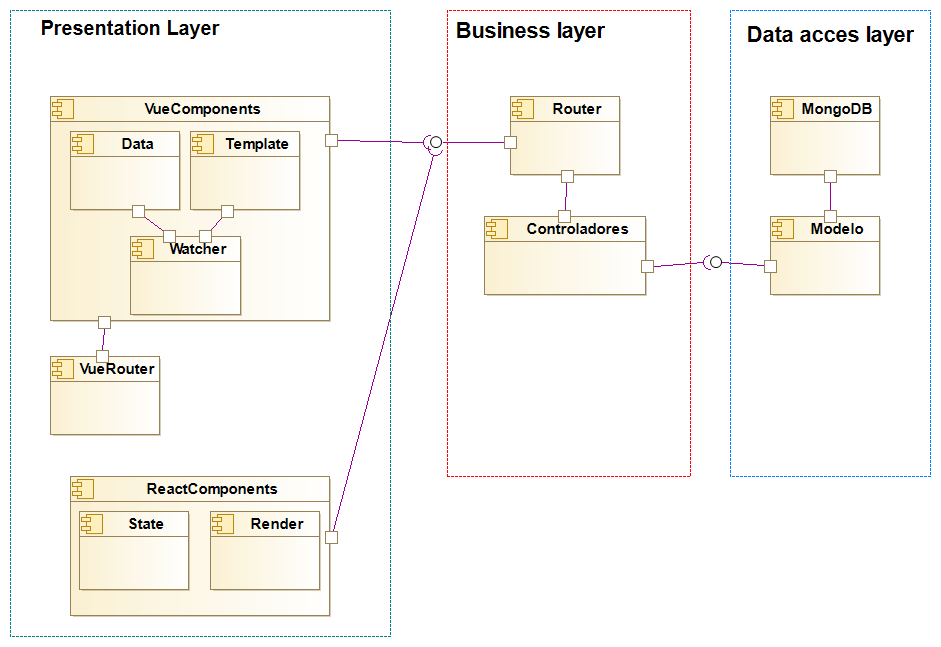 Presentation Layer
VueComponents
Data
Template
Watcher
VueRouter
ReactComponents
State
Render
Business layer
Router
Controladores
Data acces layer
MongoDB
Modelo